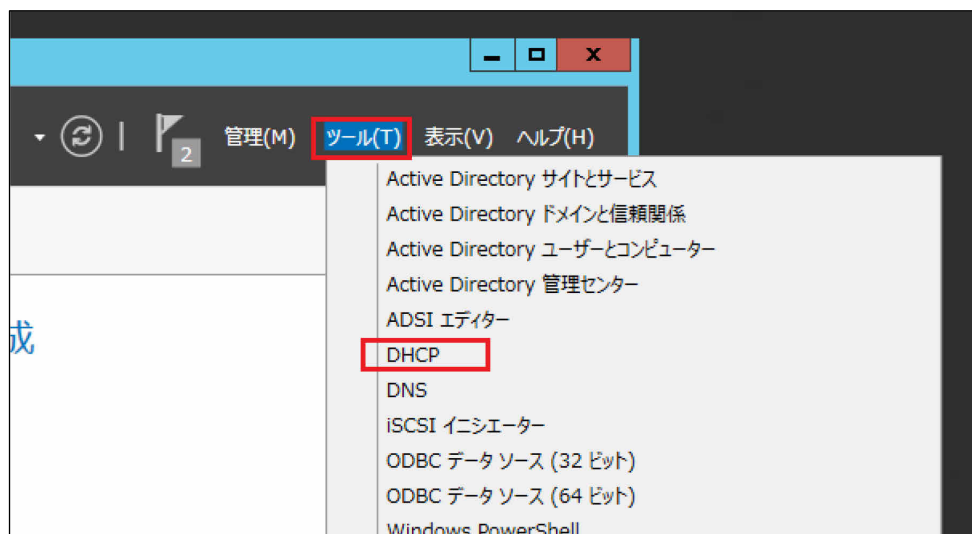 管理(M) ツール(T) 表示(V) ヘルプ(H)
2
Active Directory サイトとサービス
Active Directory ドメインと信頼関係
Active Directory ユーザーとコンピューター
Active Directory 管理センター
ADSI エディター
成
DHCP
DNS
iSCSI イニシエーター
ODBC データ ソース (32 ビット)
ODBC データ ソース (64 ビット)
Windows PowerShell